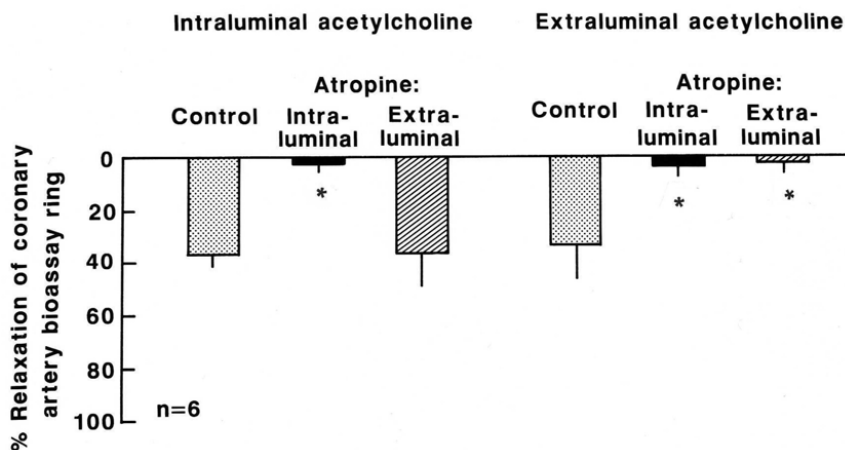 Intraluminal acetylcholine
Extraluminal acetylcholine
Control
Atropine:
Intra-
luminal
Extra-
luminal
Control
Atropine:
Intra-
luminal
Extra-
luminal
% Relaxation of coronary
artery bioassay ring
0
20
40
60
80
100
*
*
*
n=6